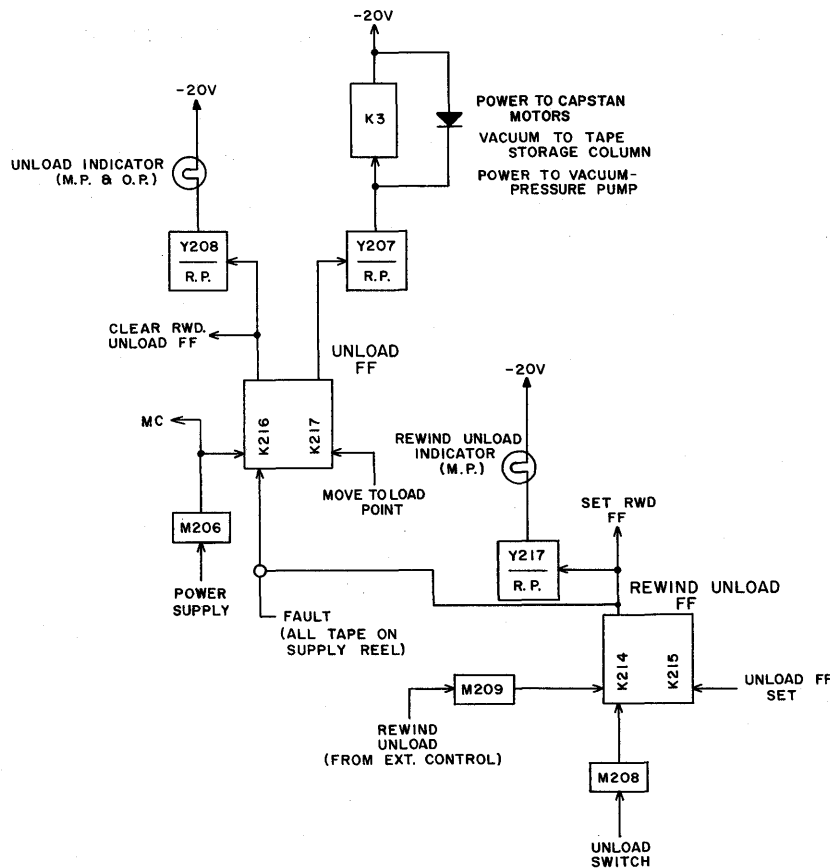 -20V
-20V
K3
POWER TO CAPSTAN
MOTORS
VACUUM TO TAPE
STORAGE COLUMN
POWER TO VACUUM-
PRESSURE PUMP
UNLOAD INDICATOR
(M.P. & O.P.)
Y208
R.P.
Y207
R.P.
CLEAR RWD.
UNLOAD FF
UNLOAD
FF
K216
K217
MC
M206
POWER
SUPPLY
MOVE TO LOAD
POINT
-20V
REWIND UNLOAD
INDICATOR
(M.P.)
SET RWD
FF
Y217
R.P.
REWIND UNLOAD
FF
FAULT
(ALL TAPE ON
SUPPLY REEL)
K214
K215
UNLOAD FF
SET
M209
REWIND
UNLOAD
(FROM EXT. CONTROL)
M208
UNLOAD
SWITCH